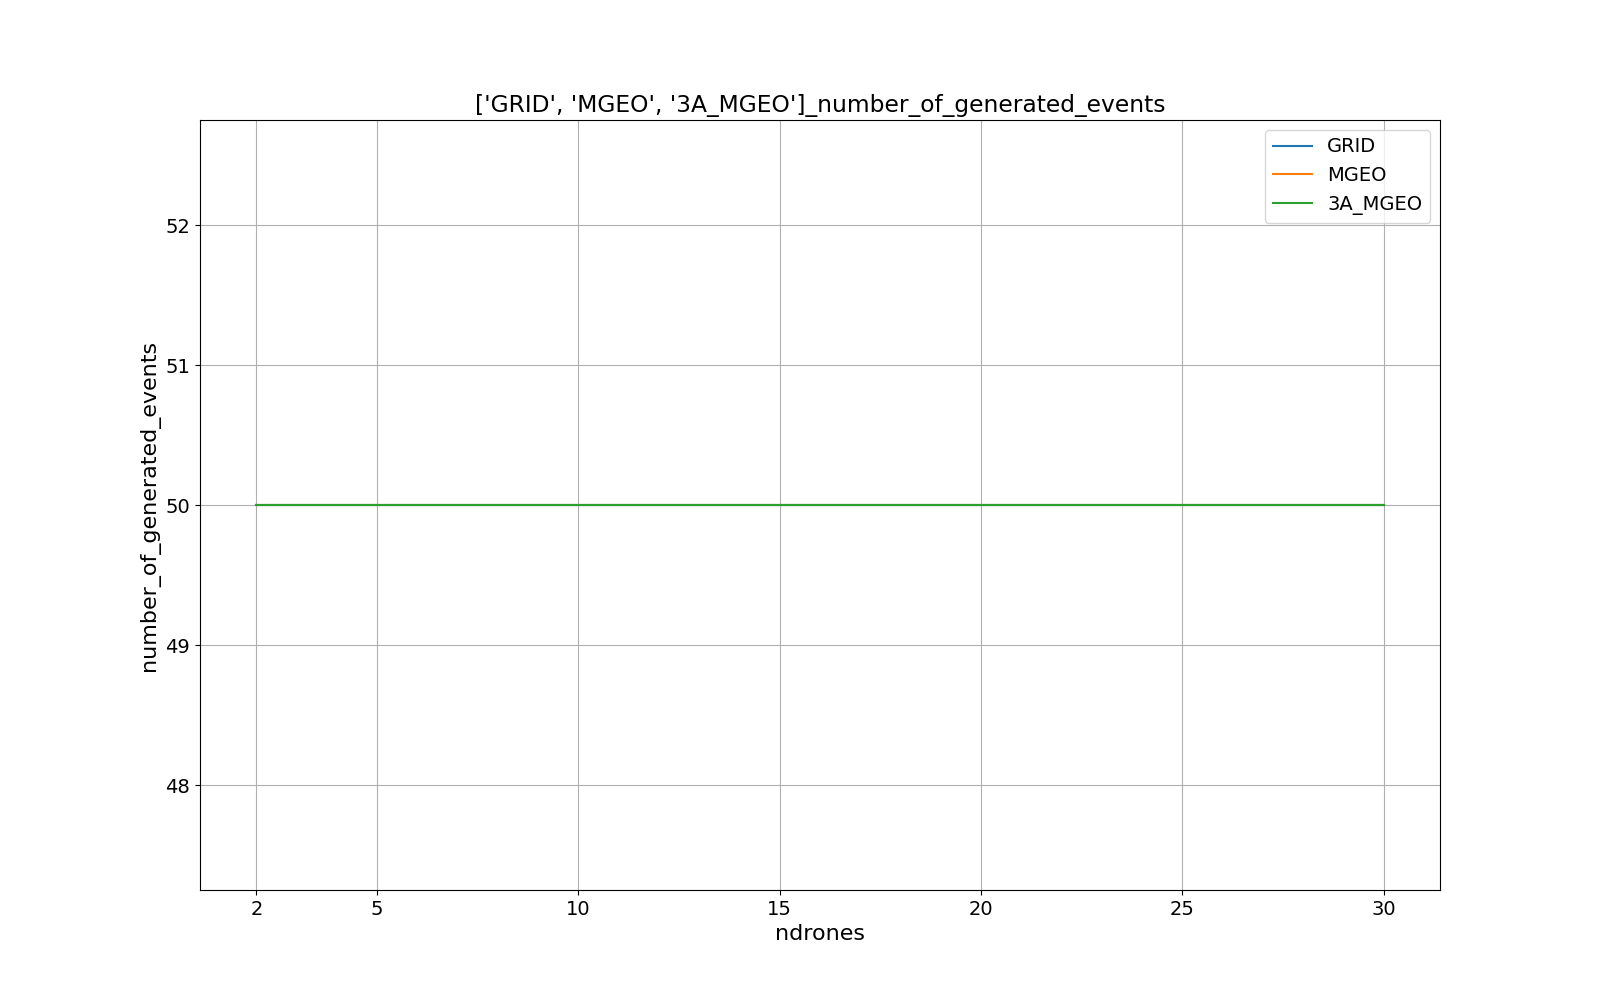 ['GRID', 'MGEO', '3A_MGEO']_number_of_generated_events
GRID
MGEO
3A_MGEO
number_of_generated_events
52
51
50
49
48
2 5 10 15 20 25 30
ndrones